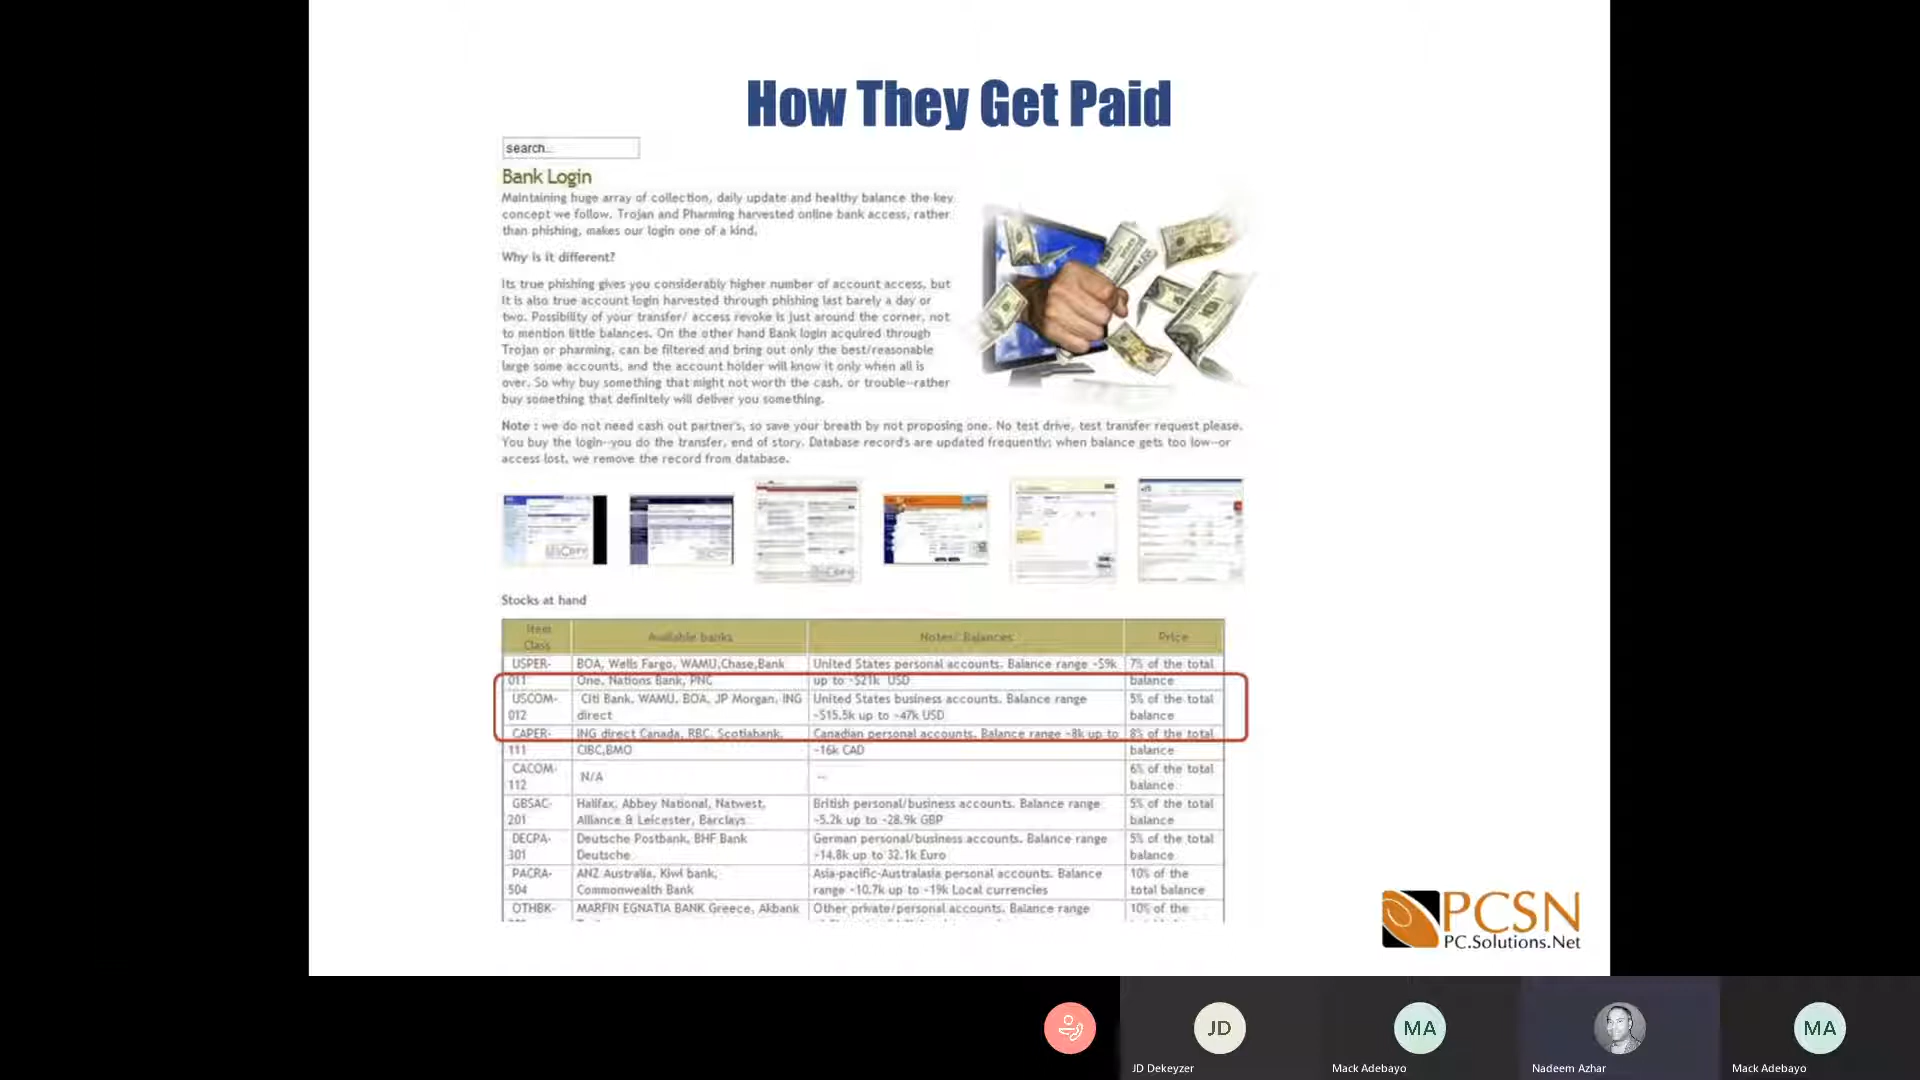 How They Get Paid
search...
Bank Login
Maintaining huge array of collection, daily update and healthy balance the key
concept we follow. Trojan and Pharming harvested online bank access, rather
than phishing, makes our login one of a kind.
Why is it different?
Its true phishing gives you considerably higher number of account access, but
it is also true account login harvested through phishing last barely a day or
two. Possibility of your transfer/ access revoke is just around the corner, not
to mention little balances. On the other hand Bank login acquired through
Trojan or pharming, can be filtered and bring out only the best/reasonable
large some accounts, and the account holder will know it only when all is
over. So why buy something that might not worth the cash, or trouble--rather
buy something that definitely will deliver you something.
Note : we do not need cash out partner's, so save your breath by not proposing one. No test drive, test transfer request please.
You buy the login--you do the transfer, end of story. Database record's are updated frequently; when balance gets too low--or
access lost, we remove the record from database.
Stocks at hand
Item Class Available banks Notes/ Balances Price
USPER-011 BOA, Wells Fargo, WAMU,Chase,Bank One, Nations Bank, PNC United States personal accounts. Balance range ~$9k up to ~$21k USD 7% of the total balance
USCOM-012 Citi Bank, WAMU, BOA, JP Morgan, ING direct United States business accounts. Balance range ~$15.5k up to ~47k USD 5% of the total balance
CAPER-111 ING direct Canada, RBC, Scotiabank, CIBC,BMO Canadian personal accounts. Balance range ~8k up to ~16k CAD 8% of the total balance
CACOM-112 N/A -- 6% of the total balance
GBSAC-201 Halifax, Abbey National, Natwest, Alliance & Leicester, Barclays British personal/business accounts. Balance range ~5.2k up to ~28.9k GBP 5% of the total balance
DECPA-301 Deutsche Postbank, BHF Bank Deutsche German personal/business accounts. Balance range ~14.8k up to 32.1k Euro 5% of the total balance
PACRA-504 ANZ Australia, Kiwi bank, Commonwealth Bank Asia-pacific-Australasia personal accounts. Balance range ~10.7k up to ~19k Local currencies 10% of the total balance
OTHBK- MARFIN EGNATIA BANK Greece, Akbank Other private/personal accounts. Balance range 10% of the
PCSN
PC.Solutions.Net
JD
MA
MA
JD Dekeyzer
Mack Adebayo
Nadeem Azhar
Mack Adebayo